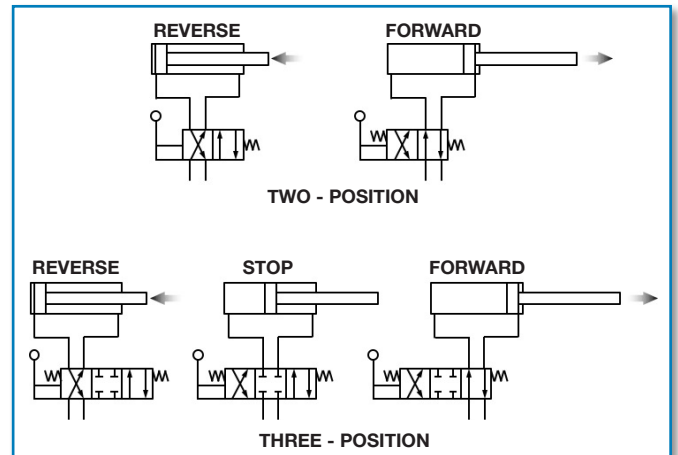 REVERSE FORWARD
TWO - POSITION
REVERSE STOP FORWARD
THREE - POSITION